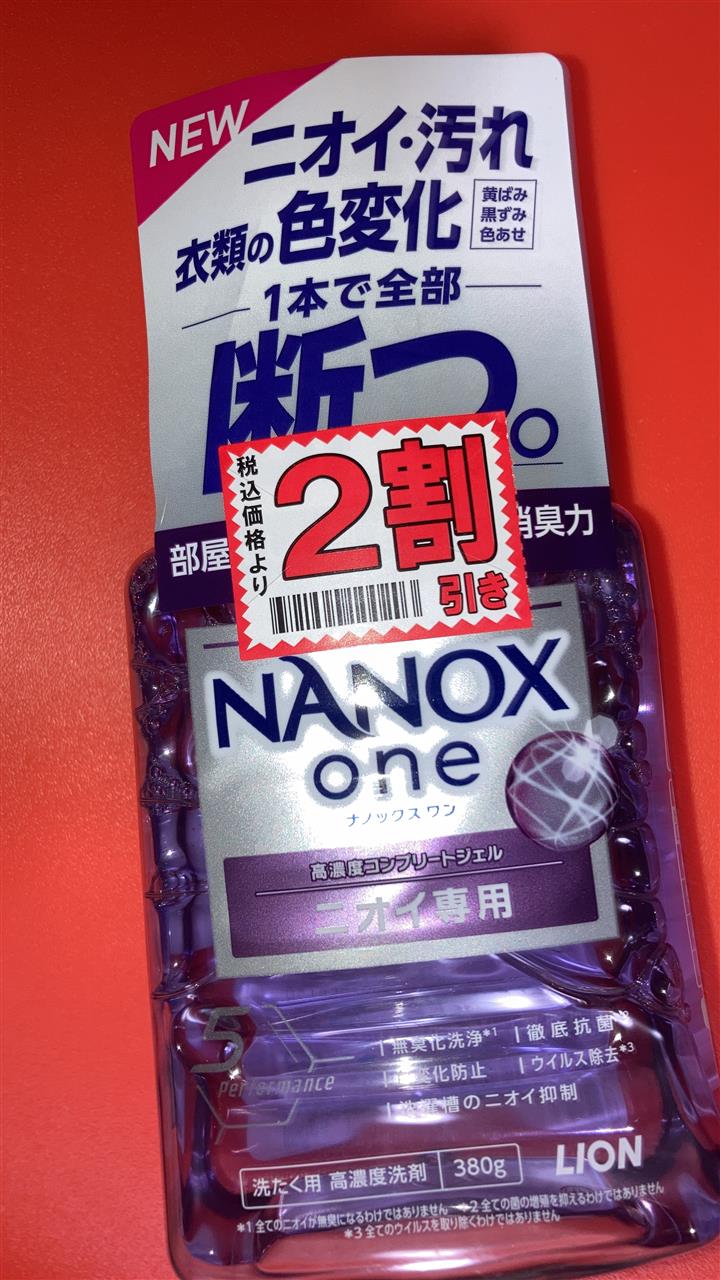 NEW
ニオイ・汚れ
衣類の色変化
黄ばみ
黒ずみ
色あせ
1本で全部
断つ。
部屋
消臭力
税込価格より
2割
引き
NANOX
one
ナノックス ワン
高濃度コンプリートジェル
ニオイ専用
5
Performance
無臭化洗浄*1
徹底抗菌*2
変化防止
ウイルス除去*3
洗濯槽のニオイ抑制
洗たく用 高濃度洗剤 380g
LION
*1 全てのニオイが無臭になるわけではありません *2 全ての菌の増殖を抑えるわけではありません
*3 全てのウイルスを取り除くわけではありません